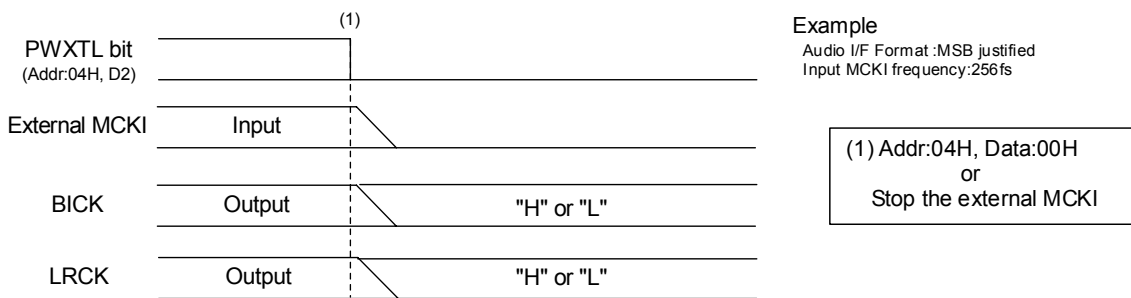 (1)
PWXTL bit
(Addr:04H, D2)
External MCKI
Input
BICK
Output
"H" or "L"
LRCK
Output
"H" or "L"
Example
Audio I/F Format :MSB justified
Input MCKI frequency:256fs
(1) Addr:04H, Data:00H
or
Stop the external MCKI